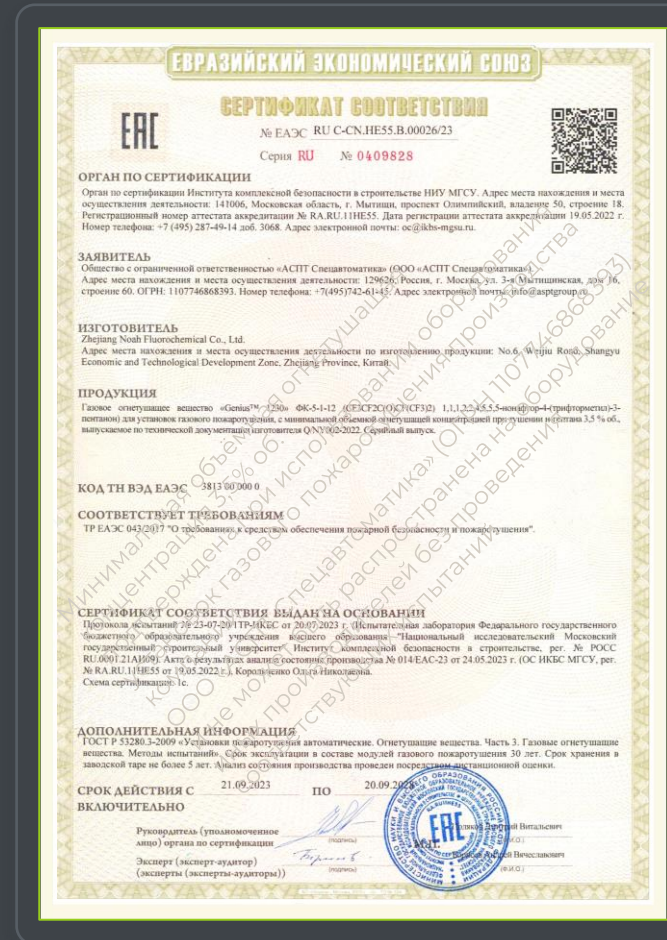 ЕВРАЗИЙСКИЙ ЭКОНОМИЧЕСКИЙ СОЮЗ
СЕРТИФИКАТ СООТВЕТСТВИЯ
ЕАС
№ ЕАЭС RU C-CN.HE55.B.00026/23
Серия RU № 0409828
ОРГАН ПО СЕРТИФИКАЦИИ
Орган по сертификации Института комплексной безопасности в строительстве НИУ МГСУ. Адрес места нахождения и места
осуществления деятельности: 141006, Московская область, г. Мытищи, проспект Олимпийский, владение 50, строение 18.
Регистрационный номер аттестата аккредитации № RA.RU.11HE55. Дата регистрации аттестата аккредитации 19.05.2022 г.
Номер телефона: +7 (495) 287-49-14 доб. 3068. Адрес электронной почты: oc@ikbs-mgsu.ru.
ЗАЯВИТЕЛЬ
Общество с ограниченной ответственностью «АСПТ Спецавтоматика» (ООО «АСПТ Спецавтоматика»).
Адрес места нахождения и места осуществления деятельности: 129626, Россия, г. Москва, ул. 3-я Мытищинская, дом 16,
строение 60. ОГРН: 1107746868393. Номер телефона: +7(495)742-61-45. Адрес электронной почты: info@asptgroup.ru
ИЗГОТОВИТЕЛЬ
Zhejiang Noah Fluorochemical Co., Ltd.
Адрес места нахождения и места осуществления деятельности по изготовлению продукции: No.6, Weijiu Road, Shangyu
Economic and Technological Development Zone, Zhejiang Province, Китай.
ПРОДУКЦИЯ
Газовое огнетушащее вещество «Genius™ 1230» ФК-5-1-12 (CF3CF2C(O)CF(CF3)2) 1,1,1,2,2,4,5,5,5-нонафтор-4-(трифторметил)-3-
пентанон) для установок газового пожаротушения, с минимальной объемной огнетушащей концентрацией при тушении н-гептана 3,5 % об.,
выпускаемое по технической документации изготовителя Q/NY002-2022. Серийный выпуск.
КОД ТН ВЭД ЕАЭС 3813 00 000 0
СООТВЕТСТВУЕТ ТРЕБОВАНИЯМ
ТР ЕАЭС 043/2017 "О требованиях к средствам обеспечения пожарной безопасности и пожаротушения".
СЕРТИФИКАТ СООТВЕТСТВИЯ ВЫДАН НА ОСНОВАНИИ
Протокола испытаний № 23-07-20/1ТР-ИКБС от 20.07.2023 г. (Испытательная лаборатория Федерального государственного
бюджетного образовательного учреждения высшего образования "Национальный исследовательский Московский
государственный строительный университет" Институт комплексной безопасности в строительстве, рег. № РОСС
RU.0001.21АИ09). Акта о результатах анализа состояния производства № 014/ЕАС-23 от 24.05.2023 г. (ОС ИКБС МГСУ, рег.
№ RA.RU.11HE55 от 19.05.2022 г.), Корольченко Ольга Николаевна.
Схема сертификации: 1с.
ДОПОЛНИТЕЛЬНАЯ ИНФОРМАЦИЯ
ГОСТ Р 53280.3-2009 «Установки пожаротушения автоматические. Огнетушащие вещества. Часть 3. Газовые огнетушащие
вещества. Методы испытаний». Срок эксплуатации в составе модулей газового пожаротушения 30 лет. Срок хранения в
заводской таре не более 5 лет. Анализ состояния производства проведен посредством дистанционной оценки.
СРОК ДЕЙСТВИЯ С 21.09.2023 ПО 20.09.2028
ВКЛЮЧИТЕЛЬНО
Руководитель (уполномоченное
лицо) органа по сертификации
(подпись)
М.П.
Дмитрий Витальевич
(Ф.И.О.)
Эксперт (эксперт-аудитор)
(эксперты (эксперты-аудиторы))
(подпись)
Андрей Вячеславович
(Ф.И.О.)